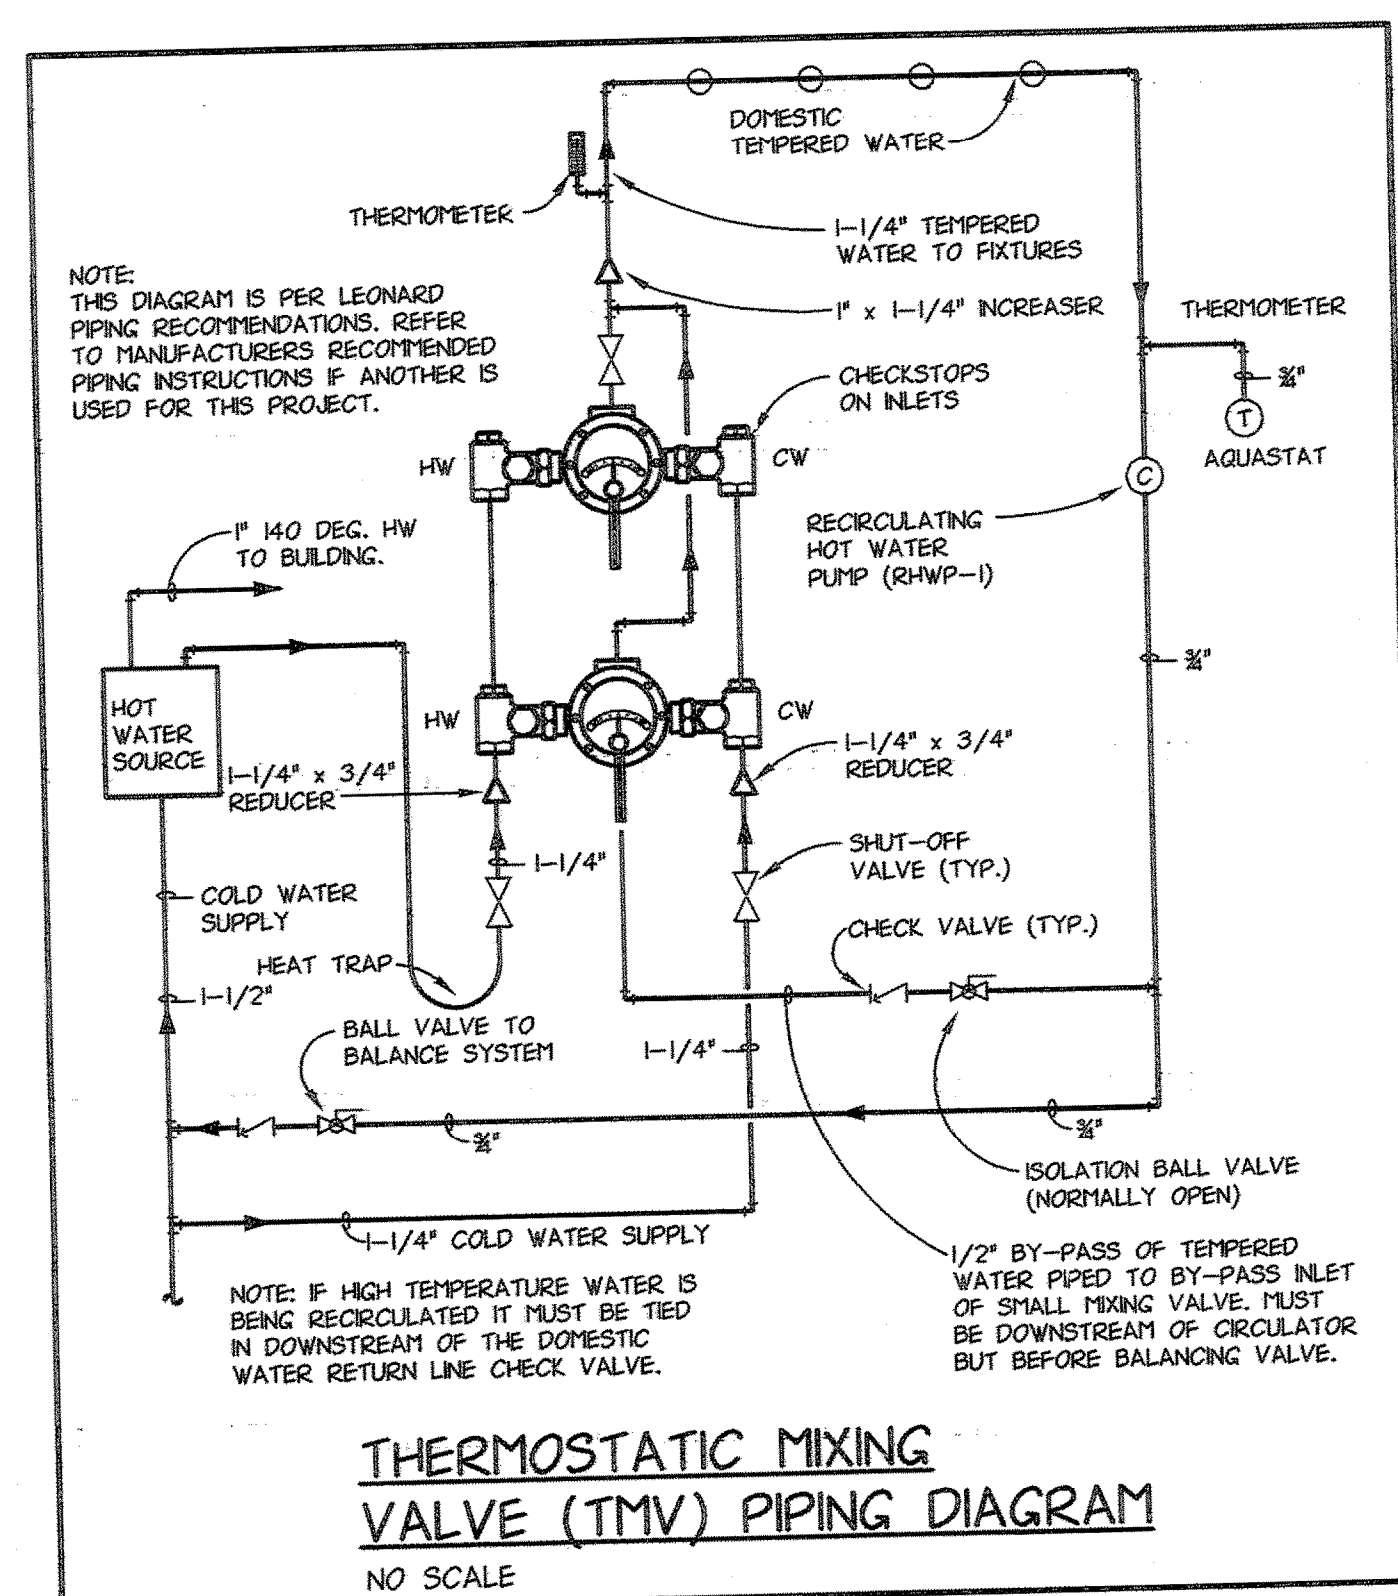 DOMESTIC
TEMPERED WATER
THERMOMETER
1-1/4" TEMPERED
WATER TO FIXTURES
NOTE:
THIS DIAGRAM IS PER LEONARD
PIPING RECOMMENDATIONS. REFER
TO MANUFACTURERS RECOMMENDED
PIPING INSTRUCTIONS IF ANOTHER IS
USED FOR THIS PROJECT.
1" x 1-1/4" INCREASER
THERMOMETER
3/4"
CHECKSTOPS
ON INLETS
T
AQUASTAT
HW
CW
C
RECIRCULATING
HOT WATER
PUMP (RHWP-1)
1" 140 DEG. HW
TO BUILDING.
3/4"
HOT
WATER
SOURCE
HW
CW
1-1/4" x 3/4"
REDUCER
1-1/4" x 3/4"
REDUCER
1-1/4"
SHUT-OFF
VALVE (TYP.)
COLD WATER
SUPPLY
CHECK VALVE (TYP.)
HEAT TRAP
1-1/2"
BALL VALVE TO
BALANCE SYSTEM
1-1/4"
3/4"
3/4"
ISOLATION BALL VALVE
(NORMALLY OPEN)
1-1/4" COLD WATER SUPPLY
1/2" BY-PASS OF TEMPERED
WATER PIPED TO BY-PASS INLET
OF SMALL MIXING VALVE. MUST
BE DOWNSTREAM OF CIRCULATOR
BUT BEFORE BALANCING VALVE.
NOTE: IF HIGH TEMPERATURE WATER IS
BEING RECIRCULATED IT MUST BE TIED
IN DOWNSTREAM OF THE DOMESTIC
WATER RETURN LINE CHECK VALVE.
THERMOSTATIC MIXING
VALVE (TMV) PIPING DIAGRAM
NO SCALE